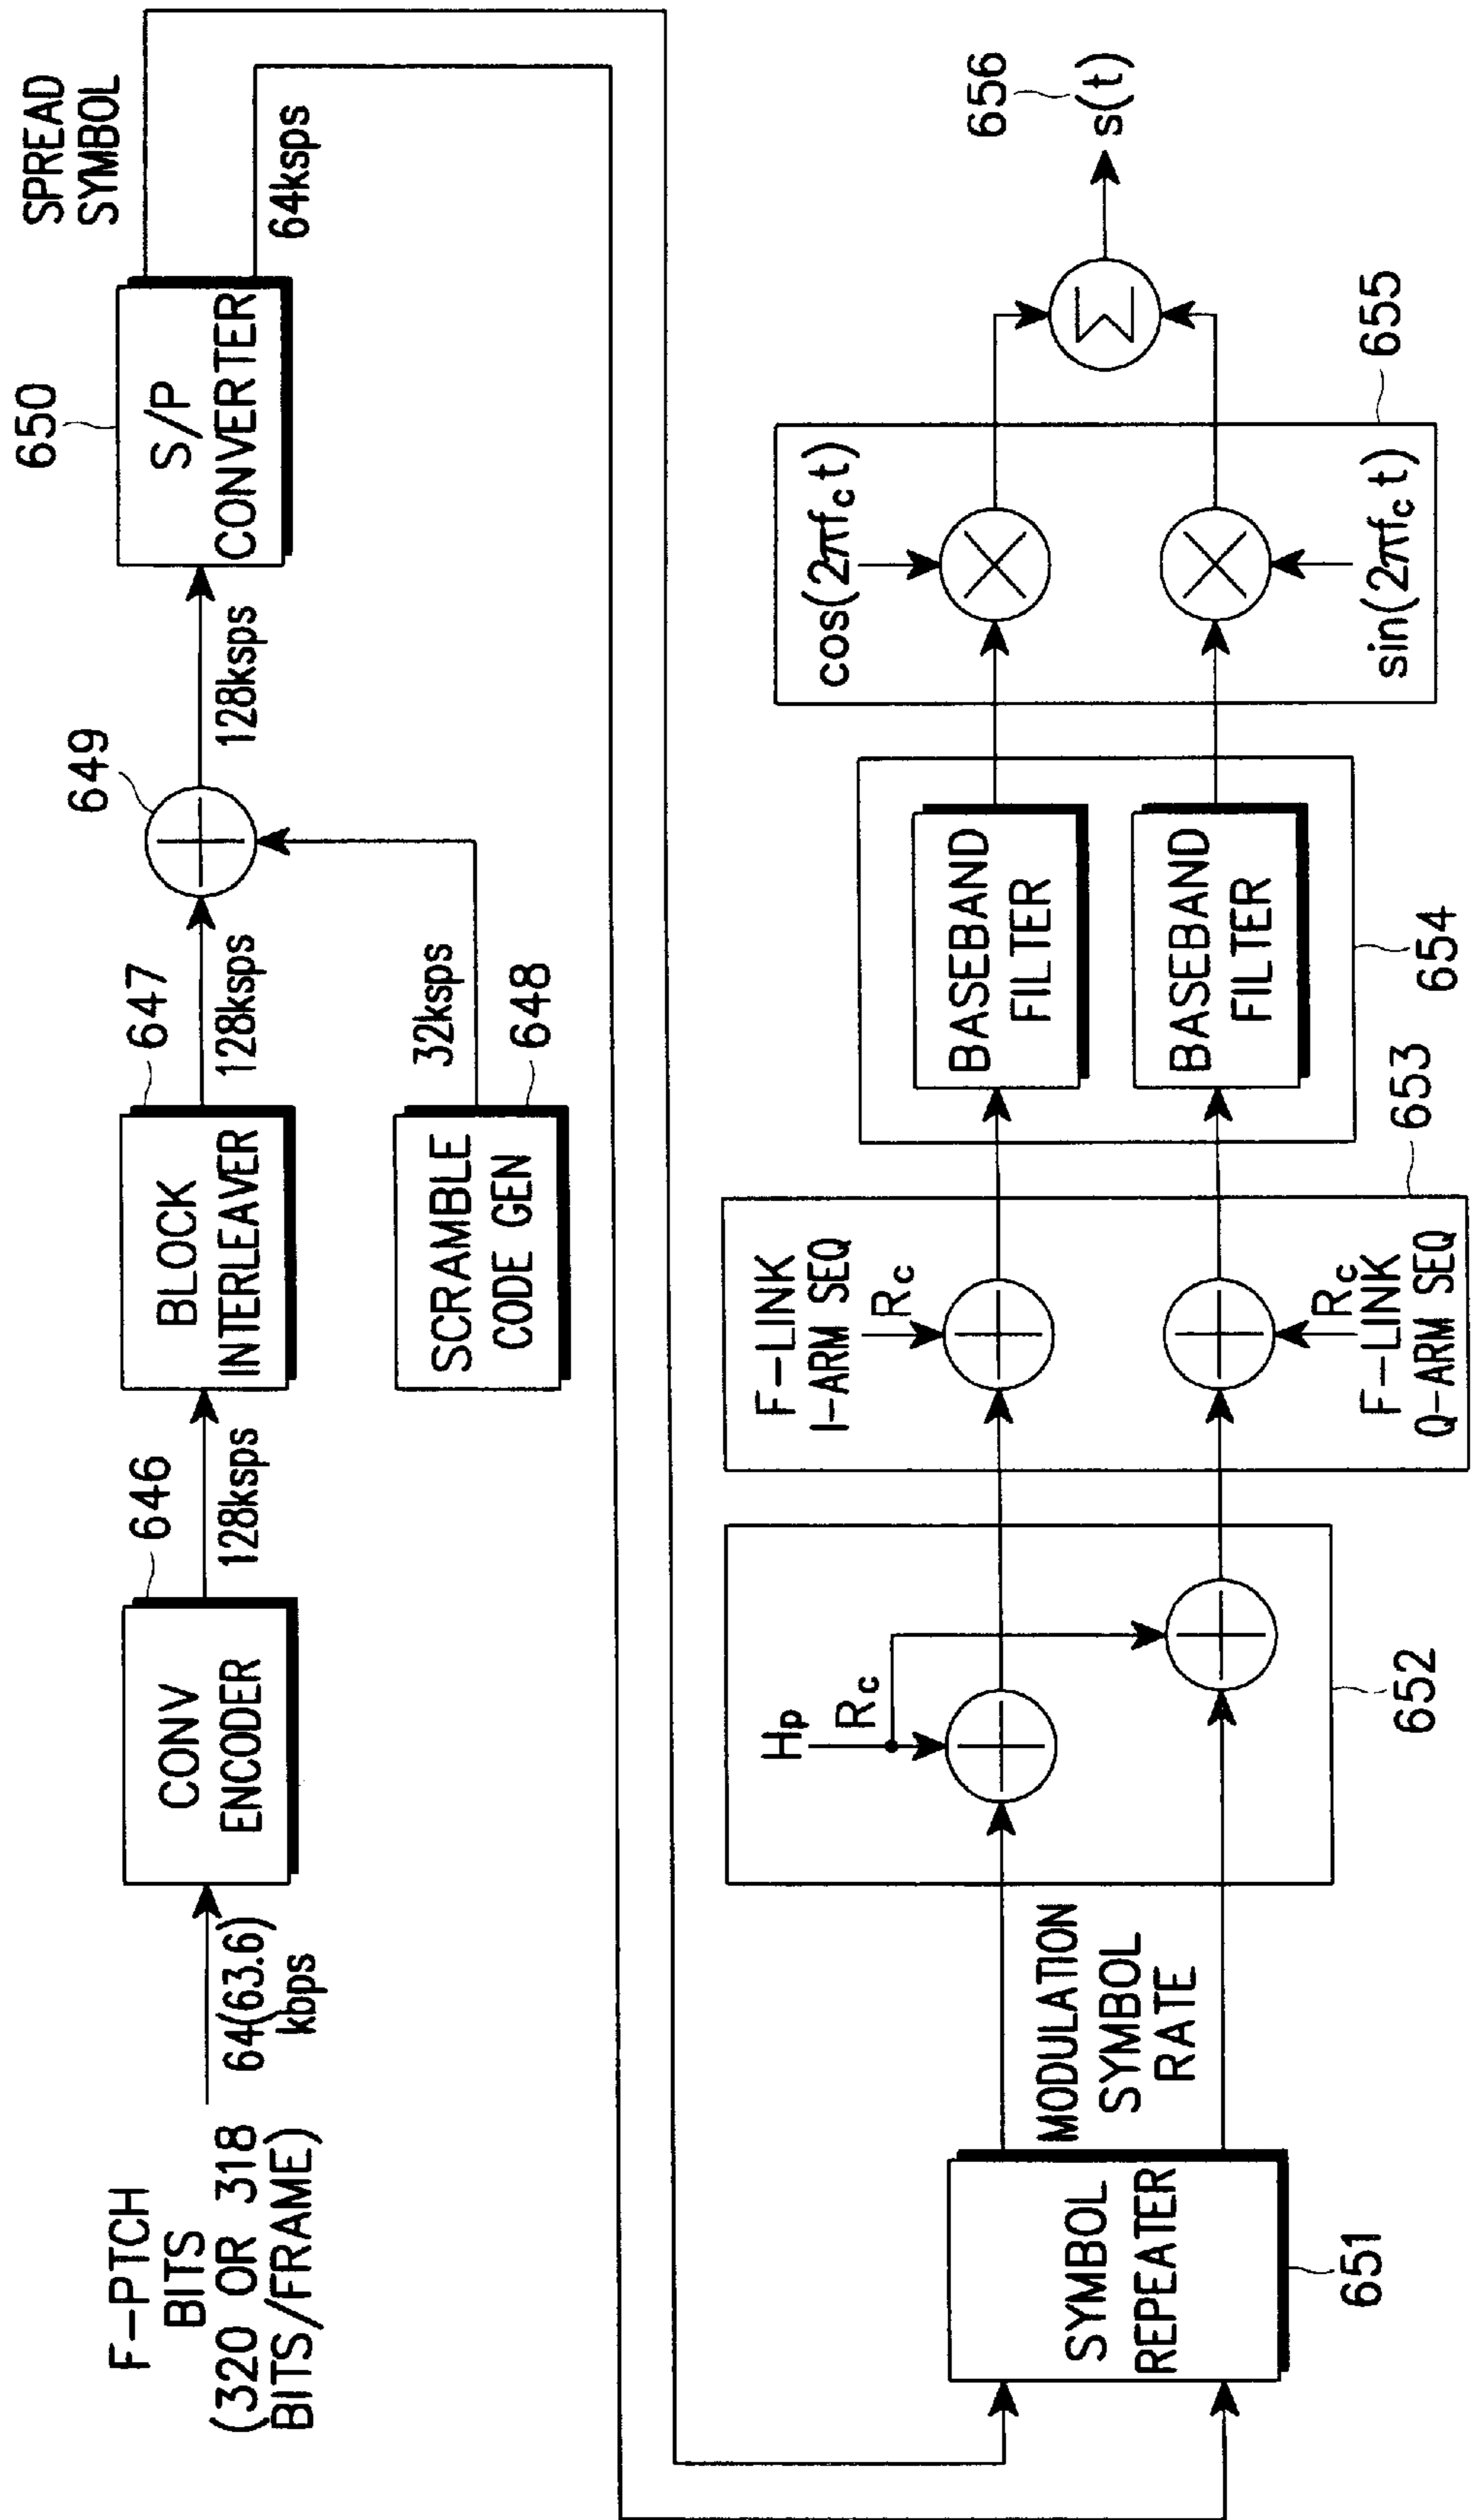 F-PTCH
BITS
(320 OR 318
BITS/FRAME)
64(63.6)
kbps
CONV
ENCODER
646
128ksps
BLOCK
INTERLEAVER
647
128ksps
SCRAMBLE
CODE GEN
648
32ksps
649
128ksps
650
S/P
CONVERTER
SPREAD
SYMBOL
64ksps
SYMBOL
REPEATER
651
MODULATION
SYMBOL
RATE
Hp
Rc
652
F-LINK
I-ARM SEQ
Rc
Rc
F-LINK
Q-ARM SEQ
653
BASEBAND
FILTER
BASEBAND
FILTER
654
cos(2πfc t)
sin(2πfc t)
655
Σ
656
s(t)